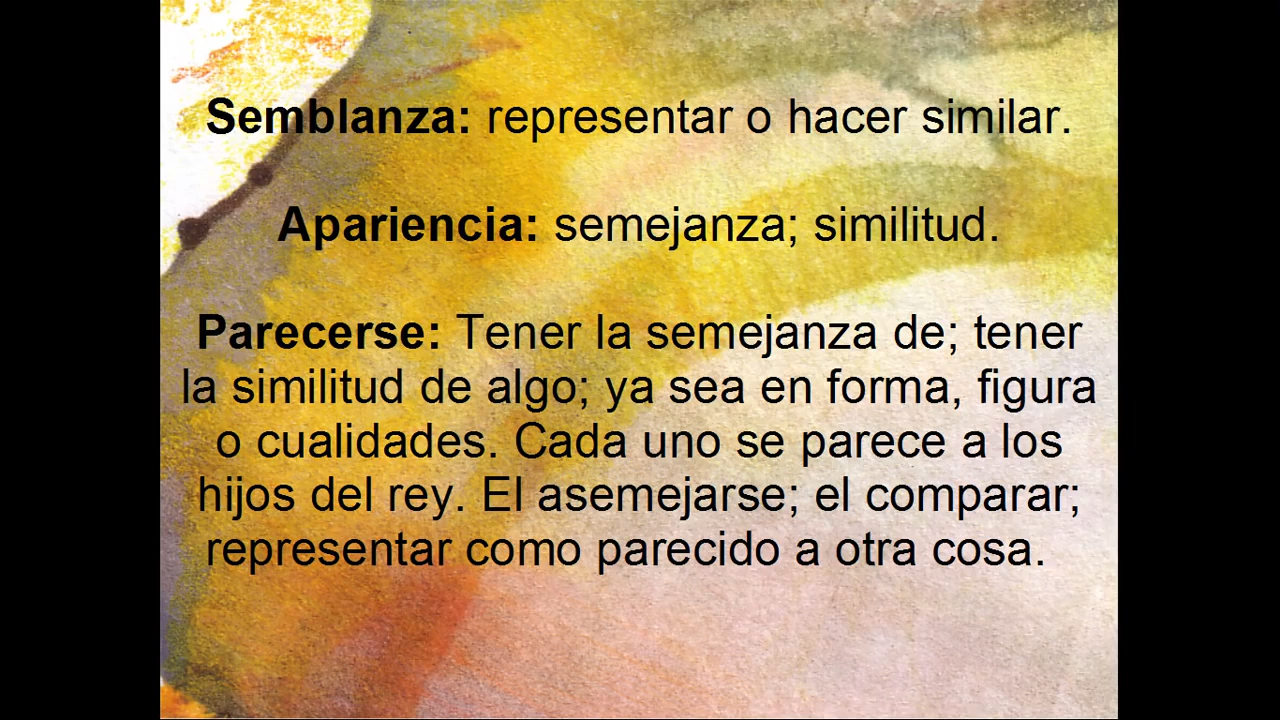 Semblanza: representar o hacer similar.
Apariencia: semejanza; similitud.
Parecerse: Tener la semejanza de; tener
la similitud de algo; ya sea en forma, figura
o cualidades. Cada uno se parece a los
hijos del rey. El asemejarse; el comparar;
representar como parecido a otra cosa.